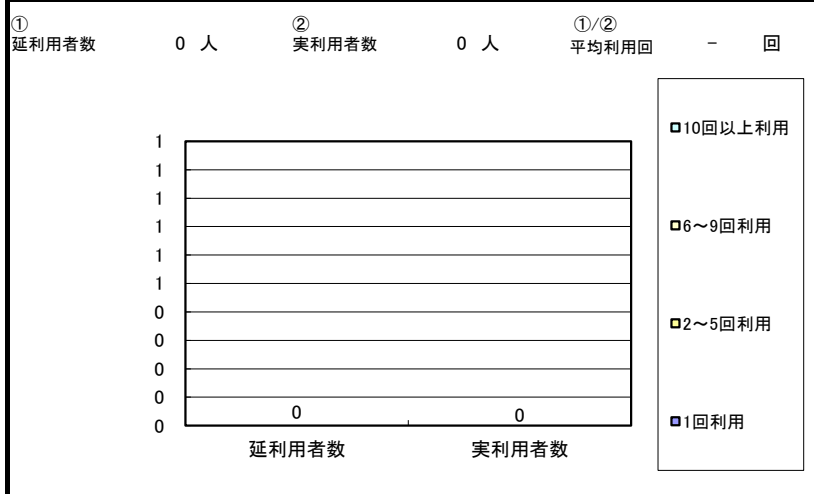 ① ② ①/②
延利用者数 0 人 実利用者数 0 人 平均利用回 - 回
1
1
1
1
1
1
0
0
0
0
0
0 0
延利用者数 実利用者数
10回以上利用
6～9回利用
2～5回利用
1回利用